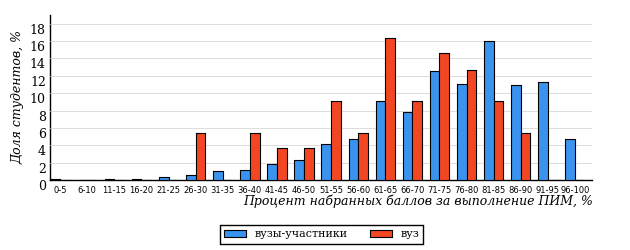 Доля студентов, %
18
16
14
12
10
8
6
4
2
0
0-5 6-10 11-15 16-20 21-25 26-30 31-35 36-40 41-45 46-50 51-55 56-60 61-65 66-70 71-75 76-80 81-85 86-90 91-95 96-100
Процент набранных баллов за выполнение ПИМ, %
вузы-участники вуз